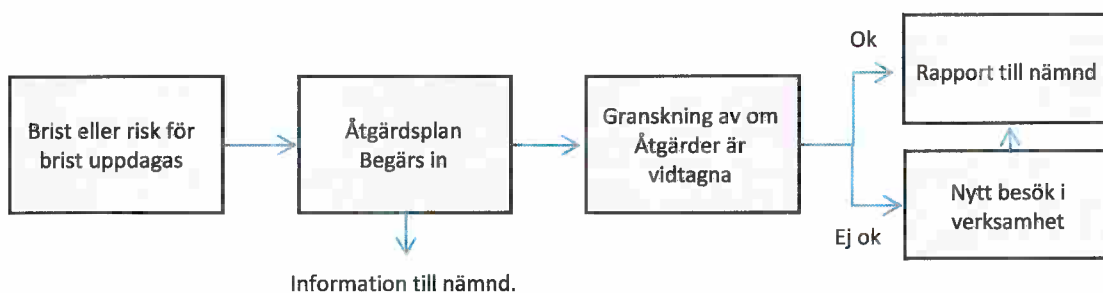 Brist eller risk för
brist uppdagas
Åtgärdsplan
Begärs in
Information till nämnd.
Granskning av om
Åtgärder är
vidtagna
Ok
Rapport till nämnd
Ej ok
Nytt besök i
verksamhet